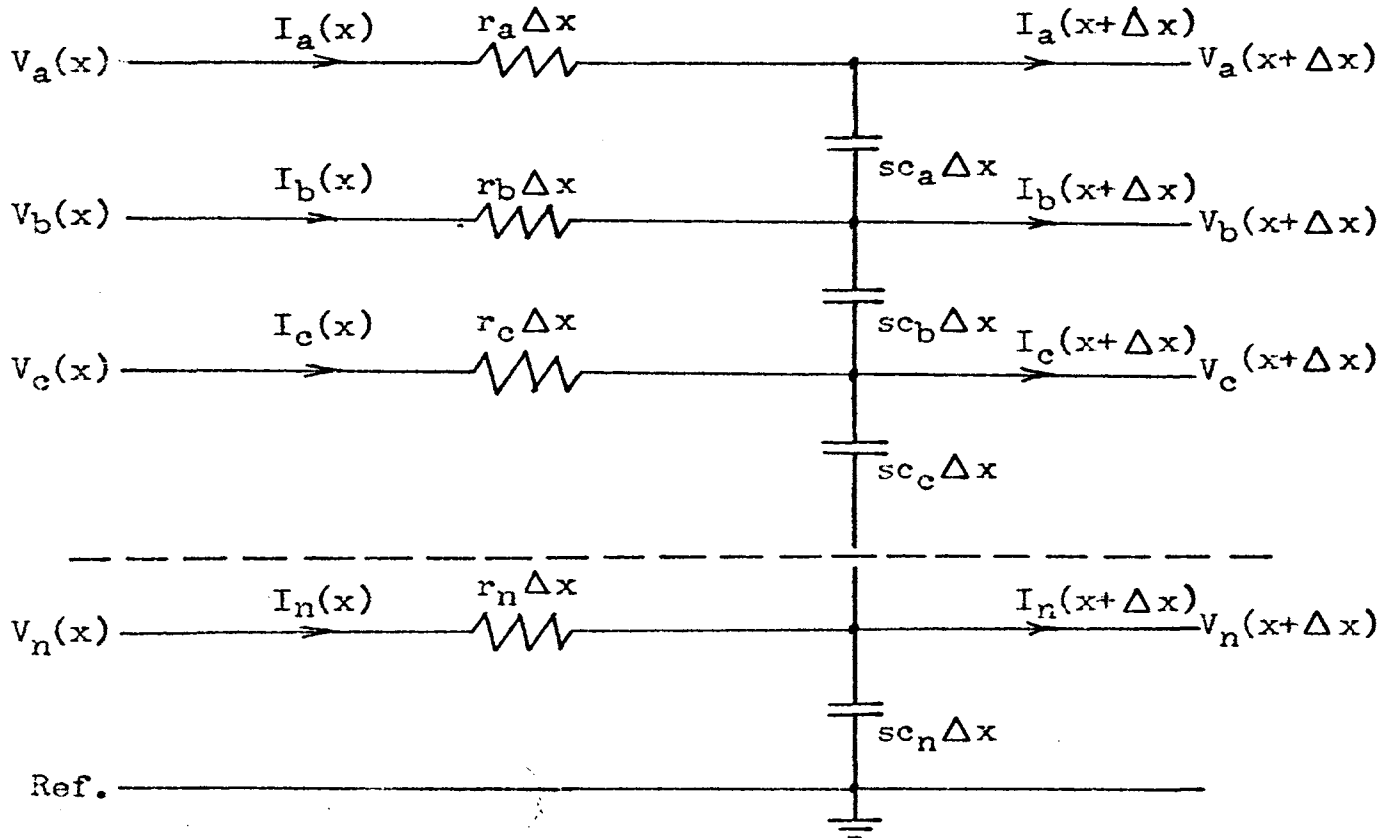 I_a(x) r_aΔx I_a(x+Δx)
V_a(x) V_a(x+Δx)
sc_aΔx
I_b(x) r_bΔx I_b(x+Δx)
V_b(x) V_b(x+Δx)
sc_bΔx
I_c(x) r_cΔx I_c(x+Δx)
V_c(x) V_c(x+Δx)
sc_cΔx
I_n(x) r_nΔx I_n(x+Δx)
V_n(x) V_n(x+Δx)
sc_nΔx
Ref.